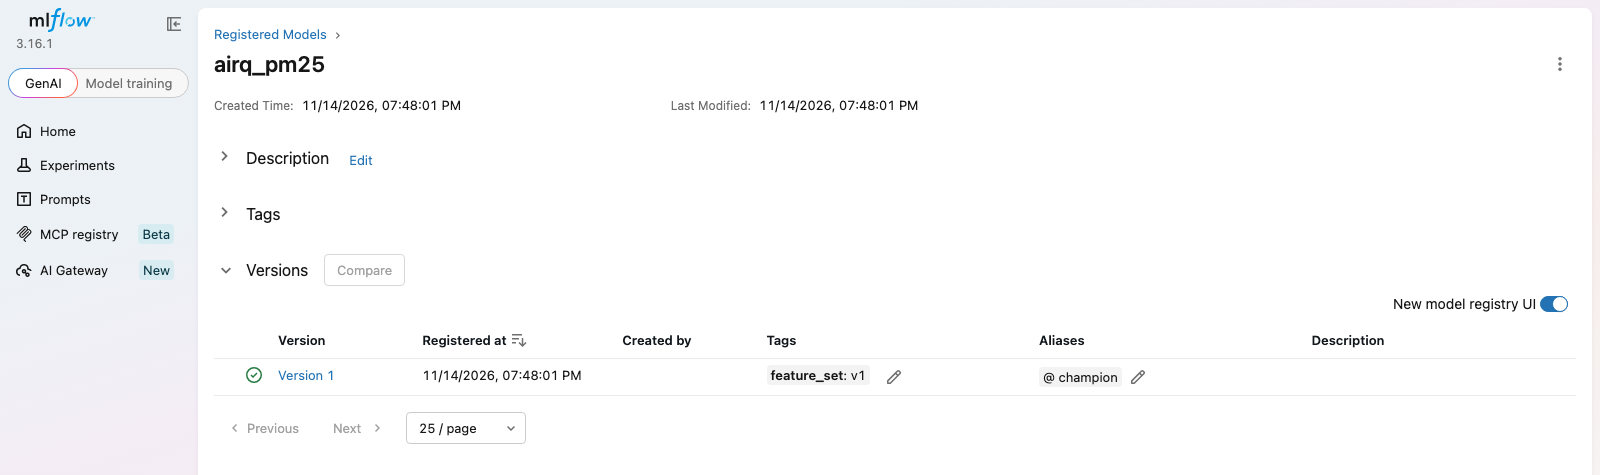 mlflow
3.16.1
GenAI Model training
Home
Experiments
Prompts
MCP registry Beta
AI Gateway New
Registered Models
airq_pm25
Created Time: 11/14/2026, 07:48:01 PM Last Modified: 11/14/2026, 07:48:01 PM
Description Edit
Tags
Versions Compare
New model registry UI
Version Registered at Created by Tags Aliases Description
Version 1 11/14/2026, 07:48:01 PM feature_set: v1 @ champion
Previous Next 25 / page